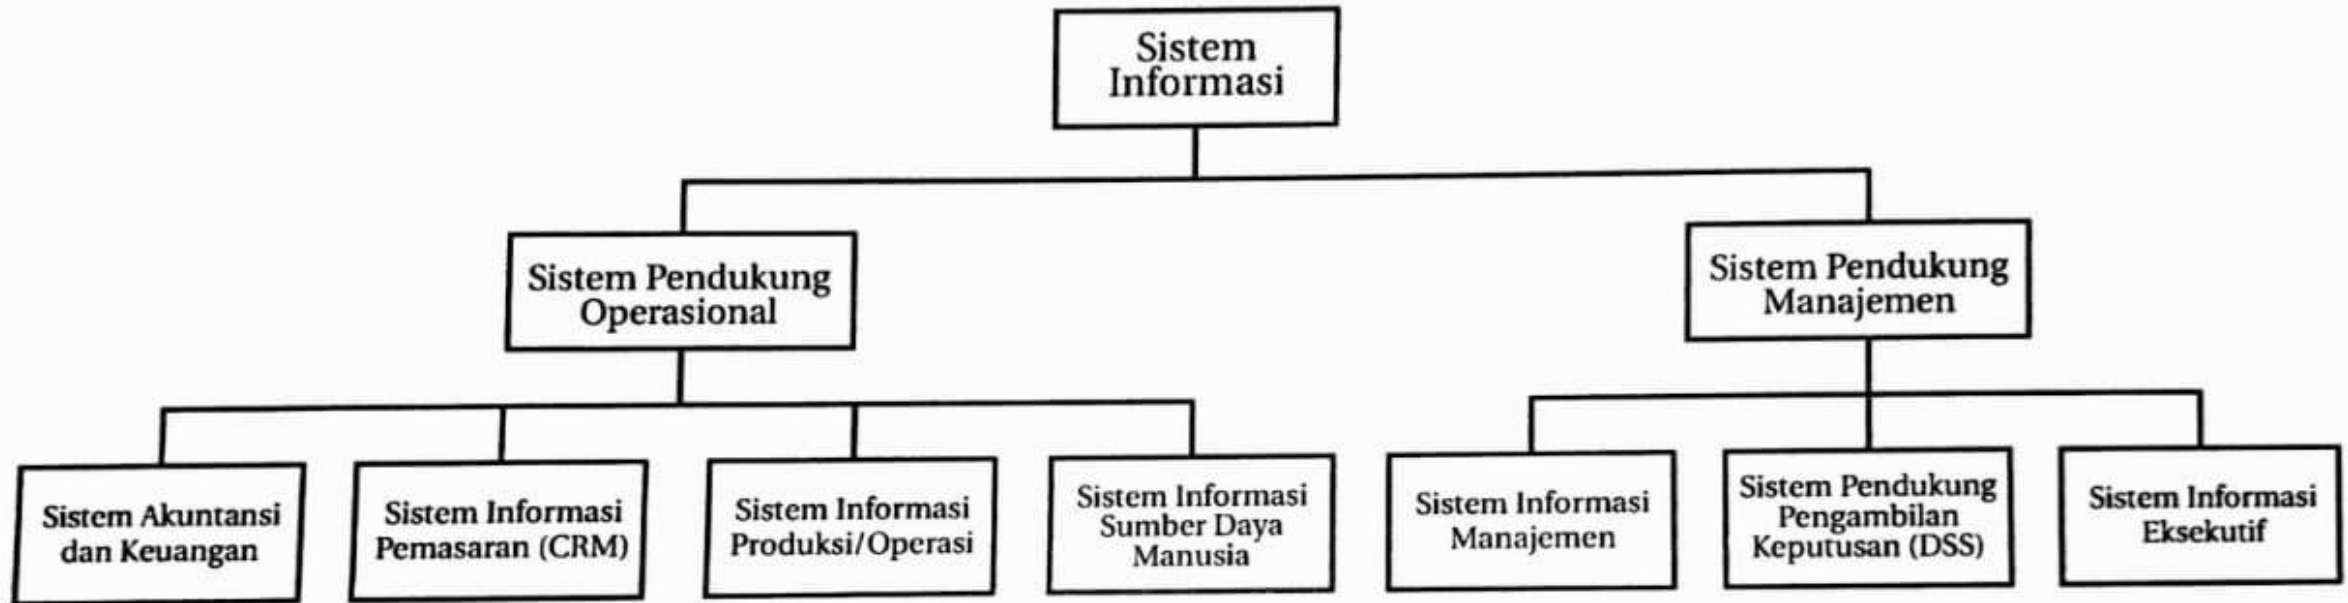 Sistem
Informasi
Sistem Pendukung
Operasional
Sistem Pendukung
Manajemen
Sistem Akuntansi
dan Keuangan
Sistem Informasi
Pemasaran (CRM)
Sistem Informasi
Produksi/Operasi
Sistem Informasi
Sumber Daya
Manusia
Sistem Informasi
Manajemen
Sistem Pendukung
Pengambilan
Keputusan (DSS)
Sistem Informasi
Eksekutif